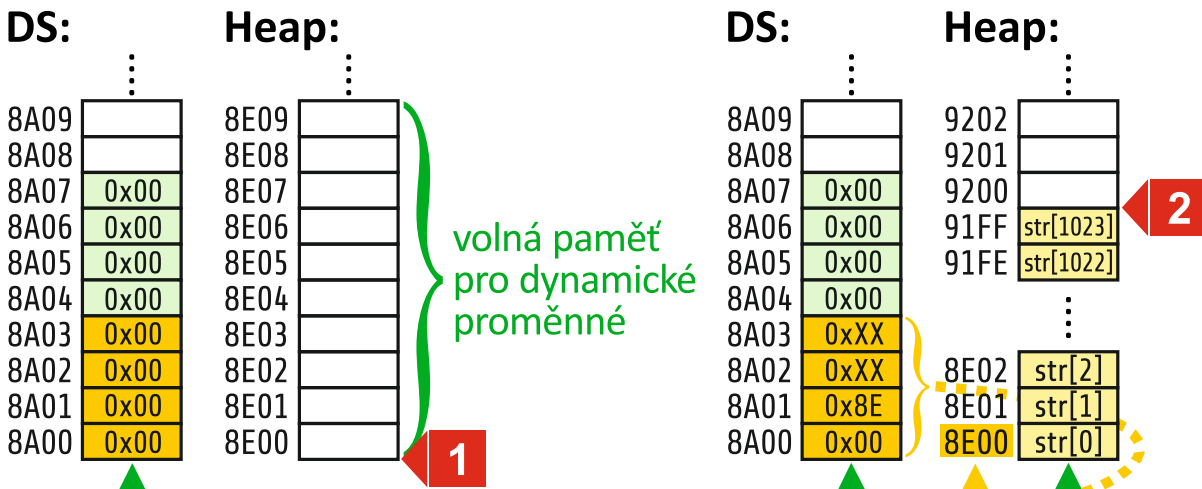 DS: Heap: DS: Heap:
8A09 8E09 8A09 9202
8A08 8E08 8A08 9201
8A07 0x00 8E07 8A07 0x00 9200 2
8A06 0x00 8E06 volná paměť 8A06 0x00 91FF str[1023]
8A05 0x00 8E05 pro dynamické 8A05 0x00 91FE str[1022]
8A04 0x00 8E04 proměnné 8A04 0x00
8A03 0x00 8E03 8A03 0xXX
8A02 0x00 8E02 8A02 0xXX 8E02 str[2]
8A01 0x00 8E01 8A01 0x8E 8E01 str[1]
8A00 0x00 8E00 1 8A00 0x00 8E00 str[0]